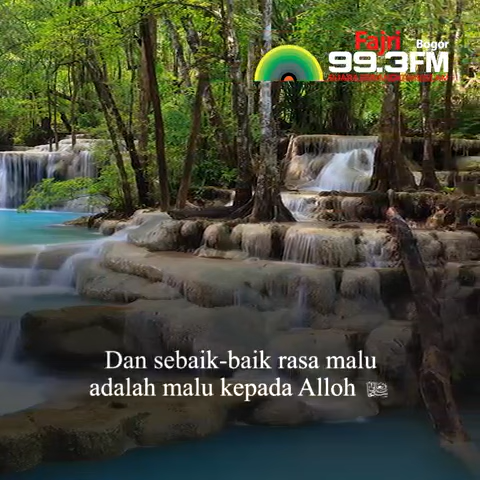 Fajri Bogor
99.3FM
Dan sebaik-baik rasa malu
adalah malu kepada Alloh ﷻ